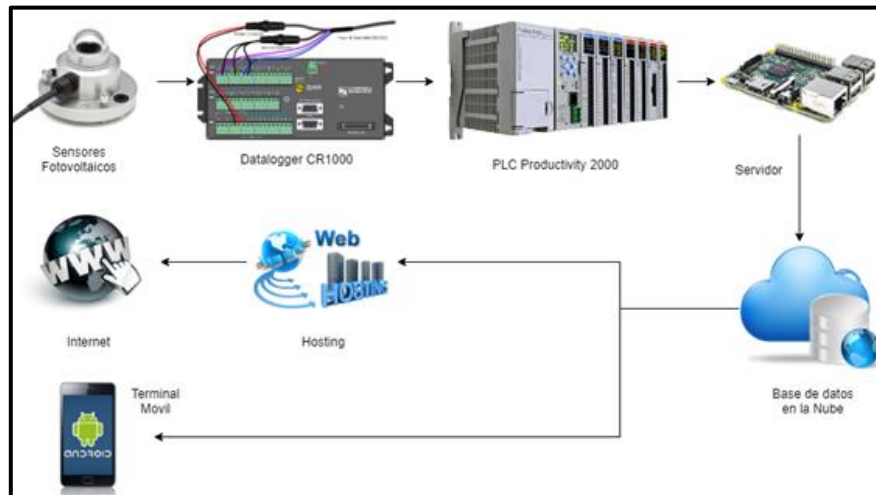 Sensores
Fotovoltaicos
Datalogger CR1000
PLC Productivity 2000
Servidor
WWW
Web
HOSTING
Internet
Hosting
Base de datos
en la Nube
Terminal
Movil
ANDROID